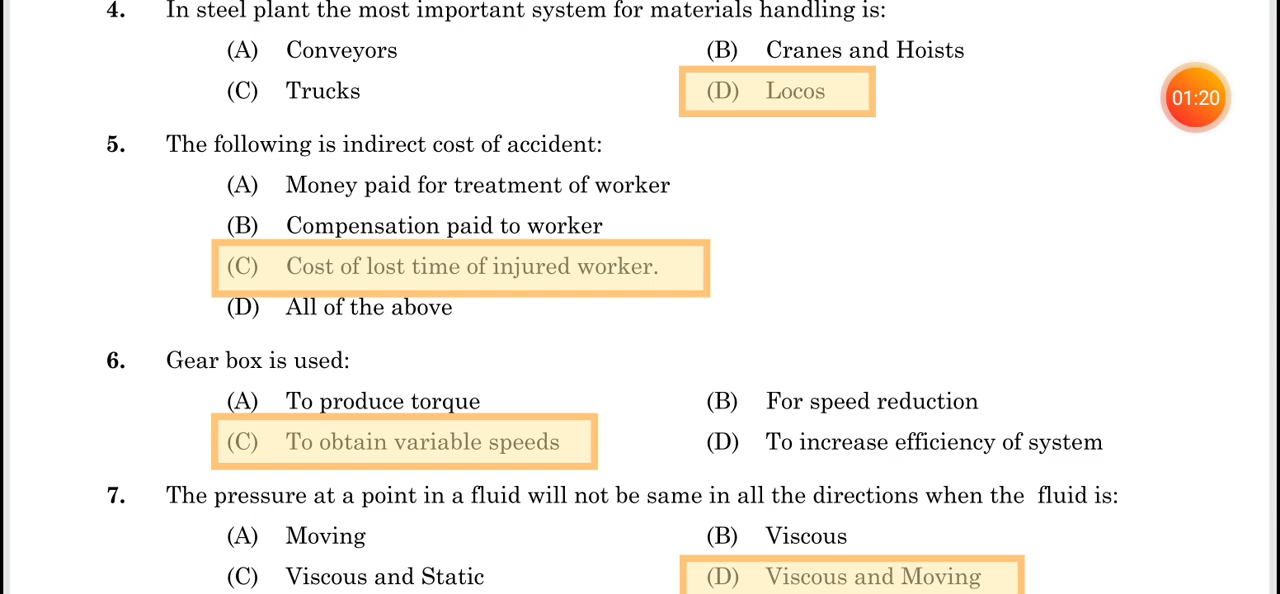 4. In steel plant the most important system for materials handling is:
(A) Conveyors (B) Cranes and Hoists
(C) Trucks (D) Locos
01:20
5. The following is indirect cost of accident:
(A) Money paid for treatment of worker
(B) Compensation paid to worker
(C) Cost of lost time of injured worker.
(D) All of the above
6. Gear box is used:
(A) To produce torque (B) For speed reduction
(C) To obtain variable speeds (D) To increase efficiency of system
7. The pressure at a point in a fluid will not be same in all the directions when the fluid is:
(A) Moving (B) Viscous
(C) Viscous and Static (D) Viscous and Moving